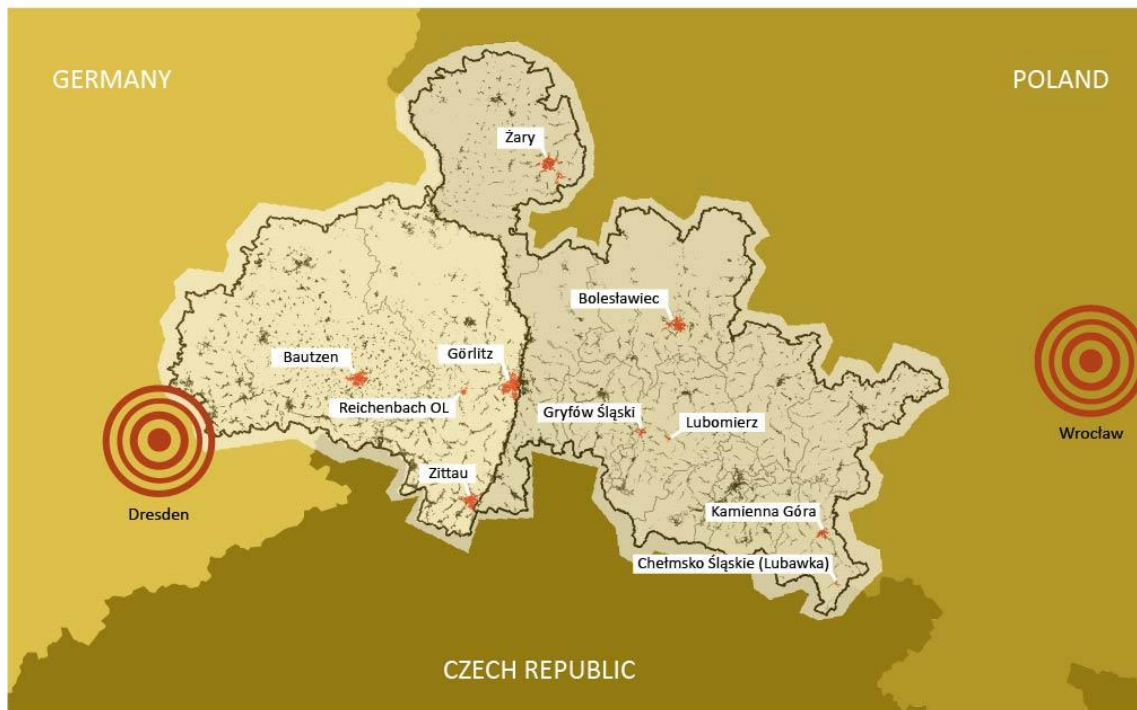 GERMANY
POLAND
Żary
Bolesławiec
Görlitz
Bautzen
Reichenbach OL
Gryfów Śląski
Lubomierz
Wrocław
Zittau
Dresden
Kamienna Góra
Chełmsko Śląskie (Lubawka)
CZECH REPUBLIC